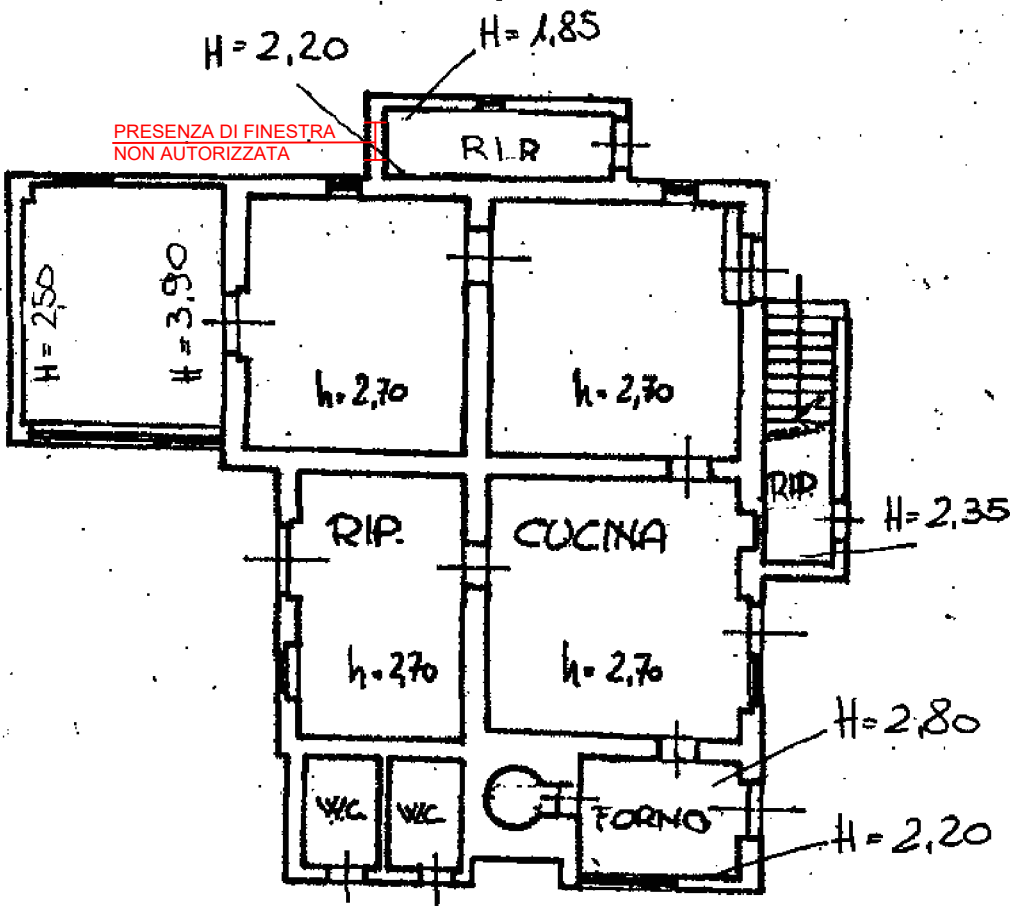 H=2,20
H=1,85
PRESENZA DI FINESTRA
NON AUTORIZZATA
RIP
H=2,50
H=3,90
h=2,70
h=2,70
RIP.
H=2,35
RIP.
CUCINA
h=2,70
h=2,70
H=2,80
W.C.
W.C.
FORNO
H=2,20